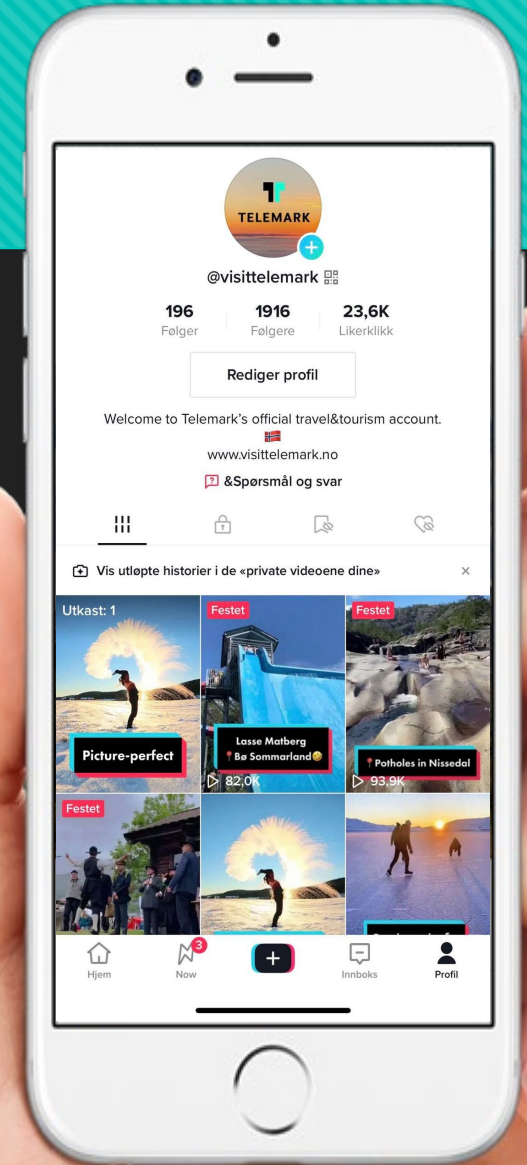 TELEMARK
@visittelemark
196
Følger
1916
Følgere
23,6K
Likerklikk
Rediger profil
Welcome to Telemark's official travel&tourism account.
www.visittelemark.no
&Spørsmål og svar
Vis utløpte historier i de «private videoene dine»
Utkast: 1
Picture-perfect
Festet
Lasse Matberg
Bø Sommarland
82,0K
Festet
Potholes in Nissedal
93,9K
Festet
Hjem
3
Now
Innboks
Profil